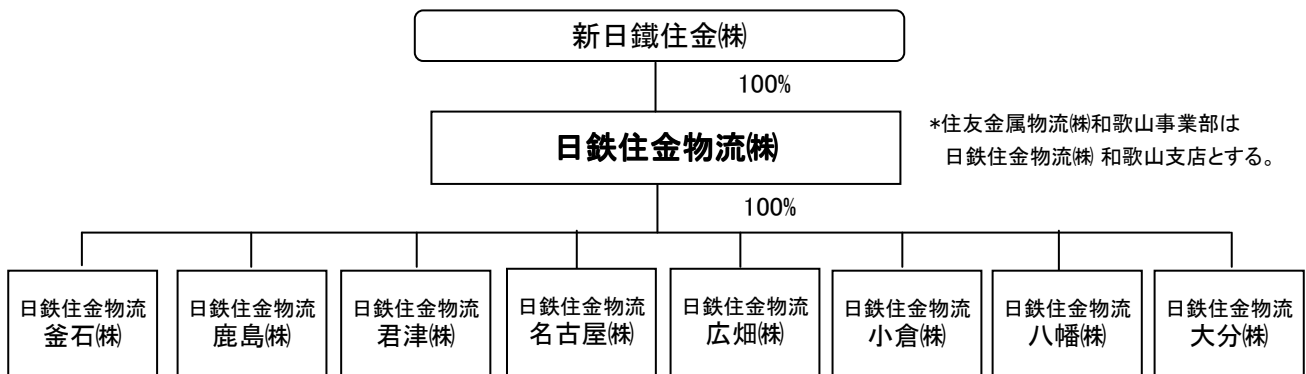 新日鐵住金㈱
100%
日鉄住金物流㈱
*住友金属物流㈱和歌山事業部は
日鉄住金物流㈱ 和歌山支店とする。
100%
日鉄住金物流
釜石㈱
日鉄住金物流
鹿島㈱
日鉄住金物流
君津㈱
日鉄住金物流
名古屋㈱
日鉄住金物流
広畑㈱
日鉄住金物流
小倉㈱
日鉄住金物流
八幡㈱
日鉄住金物流
大分㈱